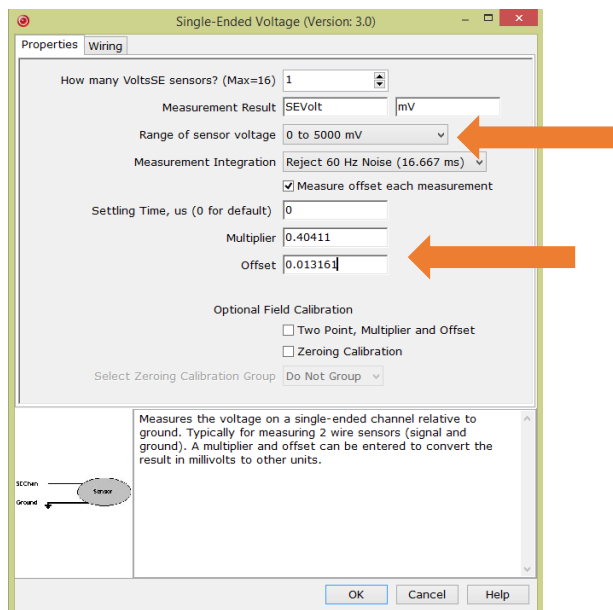 Single-Ended Voltage (Version: 3.0)
Properties Wiring
How many VoltsSE sensors? (Max=16) 1
Measurement Result SEVolt mV
Range of sensor voltage 0 to 5000 mV
Measurement Integration Reject 60 Hz Noise (16.667 ms)
Measure offset each measurement
Settling Time, us (0 for default) 0
Multiplier 0.40411
Offset 0.013161
Optional Field Calibration
Two Point, Multiplier and Offset
Zeroing Calibration
Select Zeroing Calibration Group Do Not Group
Measures the voltage on a single-ended channel relative to
ground. Typically for measuring 2 wire sensors (signal and
ground). A multiplier and offset can be entered to convert the
result in millivolts to other units.
SEChan
Sensor
Ground
OK Cancel Help